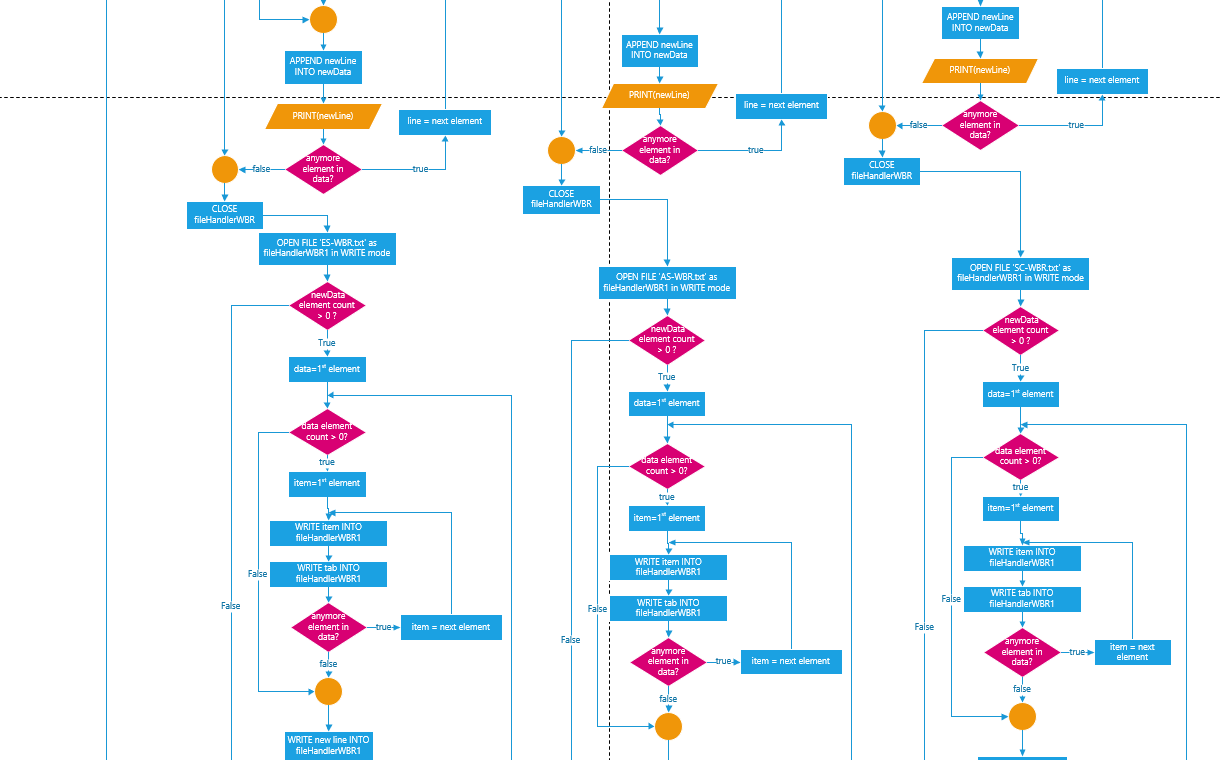 APPEND newLine
INTO newData
PRINT(newLine)
line = next element
anymore
element in
data?
false
true
CLOSE
fileHandlerWBR
OPEN FILE 'ES-WBR.txt' as
fileHandlerWBR1 in WRITE mode
newData
element count
> 0 ?
True
data=1st element
data element
count > 0?
true
item=1st element
WRITE item INTO
fileHandlerWBR1
WRITE tab INTO
fileHandlerWBR1
False
False
anymore
element in
data?
true
item = next element
false
WRITE new line INTO
fileHandlerWBR1
APPEND newLine
INTO newData
PRINT(newLine)
line = next element
anymore
element in
data?
false
true
CLOSE
fileHandlerWBR
OPEN FILE 'AS-WBR.txt' as
fileHandlerWBR1 in WRITE mode
newData
element count
> 0 ?
True
data=1st element
data element
count > 0?
true
item=1st element
WRITE item INTO
fileHandlerWBR1
WRITE tab INTO
fileHandlerWBR1
False
False
anymore
element in
data?
true
item = next element
false
APPEND newLine
INTO newData
PRINT(newLine)
line = next element
anymore
element in
data?
false
true
CLOSE
fileHandlerWBR
OPEN FILE 'SC-WBR.txt' as
fileHandlerWBR1 in WRITE mode
newData
element count
> 0 ?
True
data=1st element
data element
count > 0?
true
item=1st element
WRITE item INTO
fileHandlerWBR1
WRITE tab INTO
fileHandlerWBR1
False
False
anymore
element in
data?
true
item = next
element
false